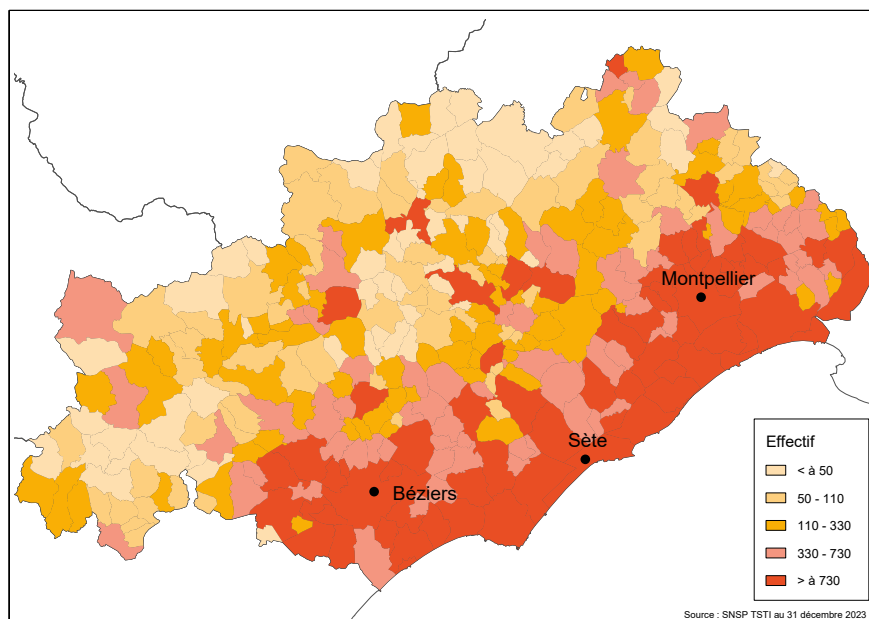 Montpellier
Sète
Béziers
Effectif
< à 50
50 - 110
110 - 330
330 - 730
> à 730
Source : SNSP TSTI au 31 décembre 2023